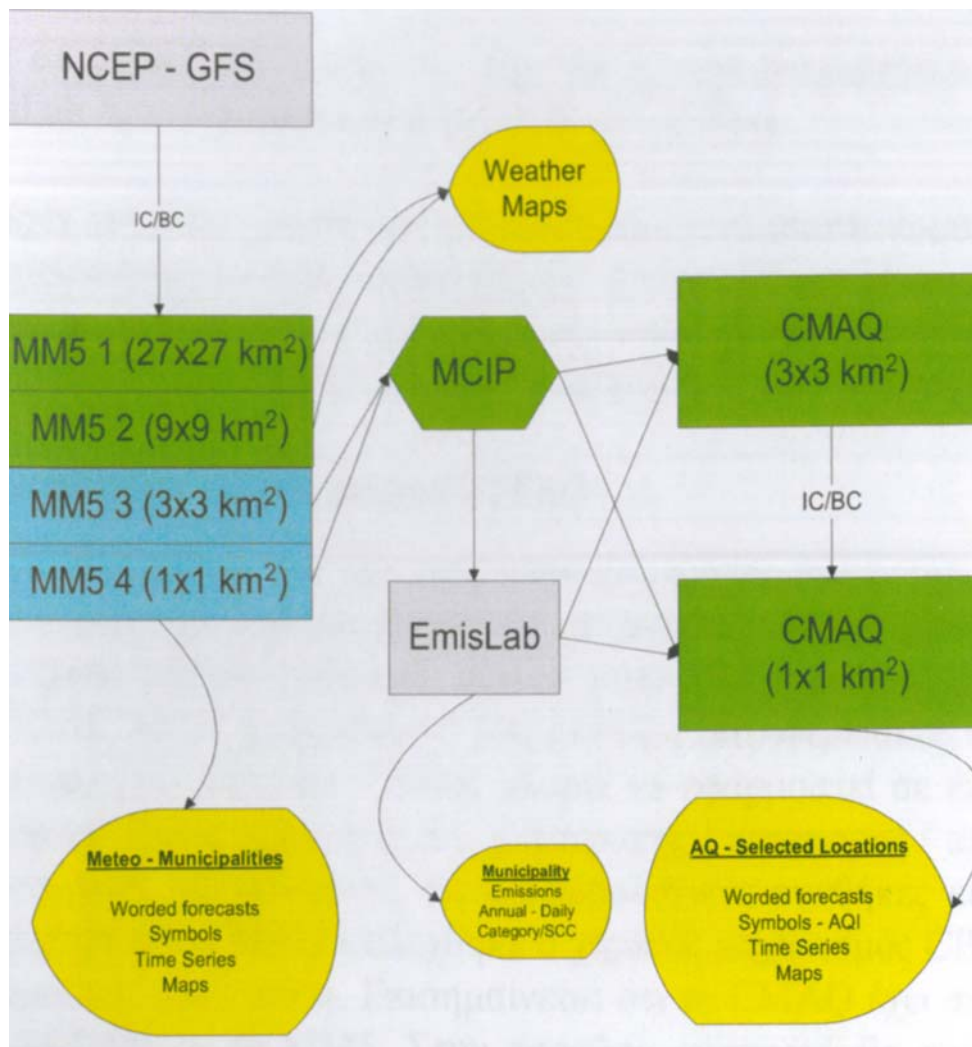 NCEP - GFS
IC/BC
Weather
Maps
MM5 1 (27x27 km²)
MM5 2 (9x9 km²)
MM5 3 (3x3 km²)
MM5 4 (1x1 km²)
MCIP
CMAQ
(3x3 km²)
IC/BC
EmisLab
CMAQ
(1x1 km²)
Meteo - Municipalities
Worded forecasts
Symbols
Time Series
Maps
Municipality
Emissions
Annual - Daily
Category/SCC
AQ - Selected Locations
Worded forecasts
Symbols - AQI
Time Series
Maps